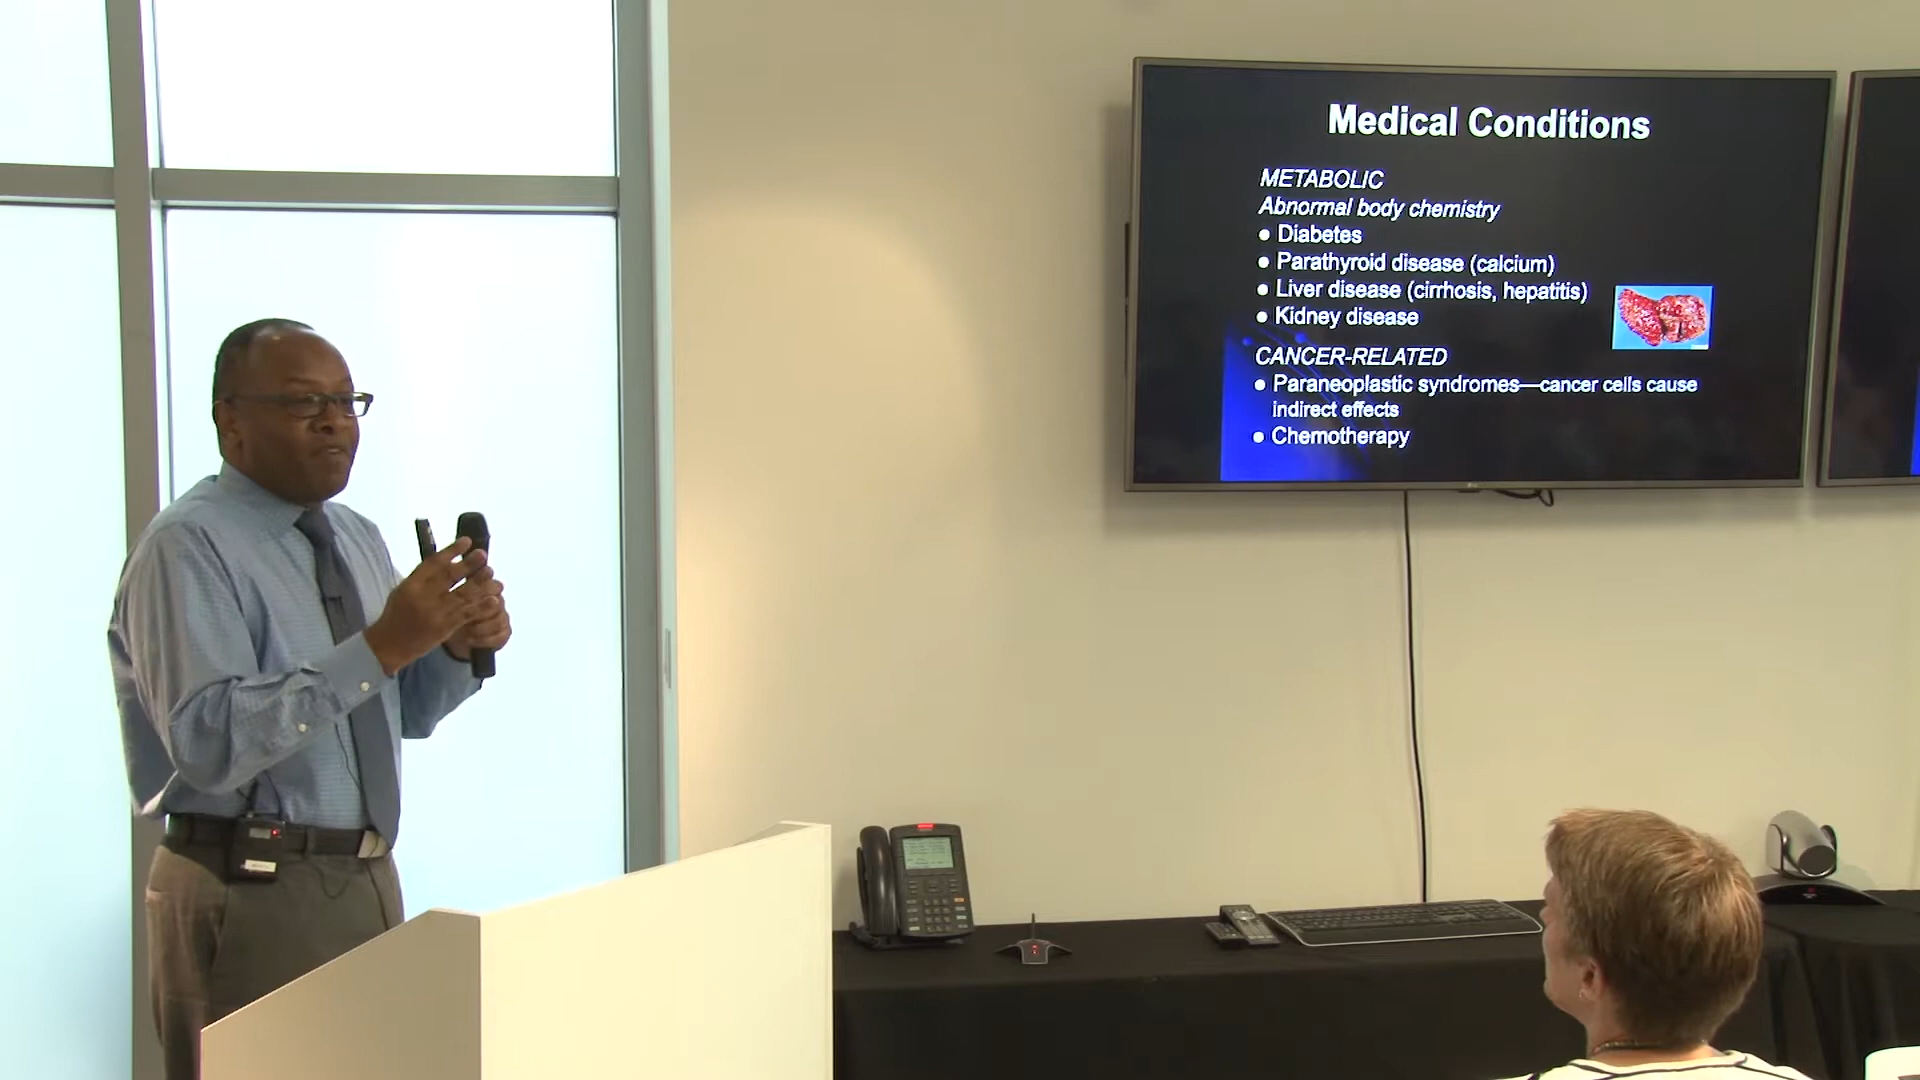 Medical Conditions
METABOLIC
Abnormal body chemistry
● Diabetes
● Parathyroid disease (calcium)
● Liver disease (cirrhosis, hepatitis)
● Kidney disease
CANCER-RELATED
● Paraneoplastic syndromes—cancer cells cause
indirect effects
● Chemotherapy